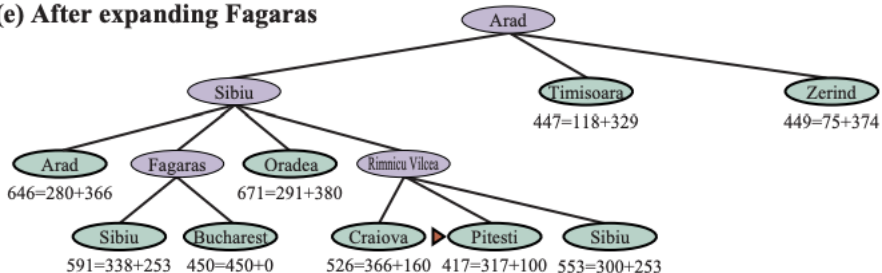 (e) After expanding Fagaras
Arad
Sibiu
Timisoara
Zerind
447=118+329
449=75+374
Arad
Fagaras
Oradea
Rimnicu Vilcea
646=280+366
671=291+380
Sibiu
Bucharest
Craiova
Pitesti
Sibiu
591=338+253
450=450+0
526=366+160
417=317+100
553=300+253